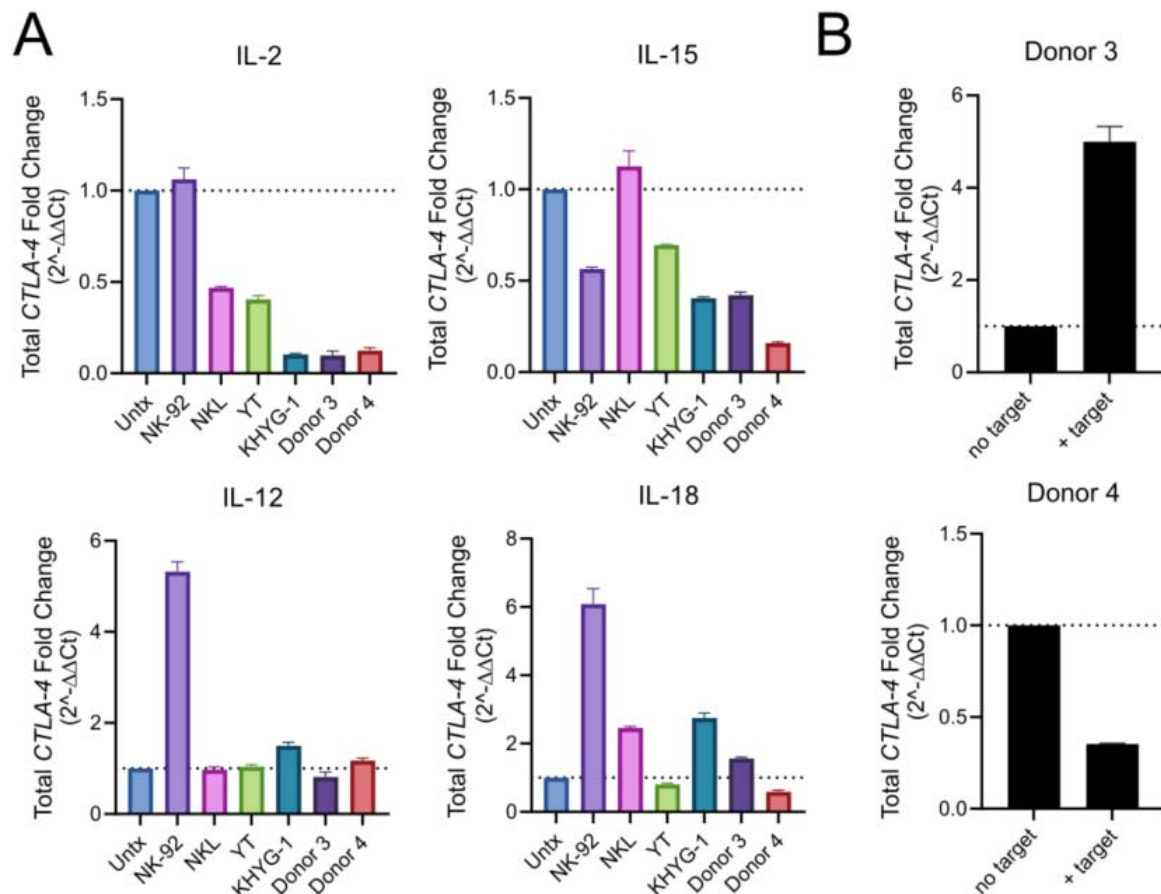 A
B
IL-2
Total CTLA-4 Fold Change
(2^-ΔΔCt)
1.5
1.0
0.5
0.0
Untx
NK-92
NKL
YT
KHYG-1
Donor 3
Donor 4
IL-15
Total CTLA-4 Fold Change
(2^-ΔΔCt)
1.5
1.0
0.5
0.0
Untx
NK-92
NKL
YT
KHYG-1
Donor 3
Donor 4
Donor 3
Total CTLA-4 Fold Change
(2^-ΔΔCt)
6
4
2
0
no target
+ target
IL-12
Total CTLA-4 Fold Change
(2^-ΔΔCt)
6
4
2
0
Untx
NK-92
NKL
YT
KHYG-1
Donor 3
Donor 4
IL-18
Total CTLA-4 Fold Change
(2^-ΔΔCt)
8
6
4
2
0
Untx
NK-92
NKL
YT
KHYG-1
Donor 3
Donor 4
Donor 4
Total CTLA-4 Fold Change
(2^-ΔΔCt)
1.5
1.0
0.5
0.0
no target
+ target